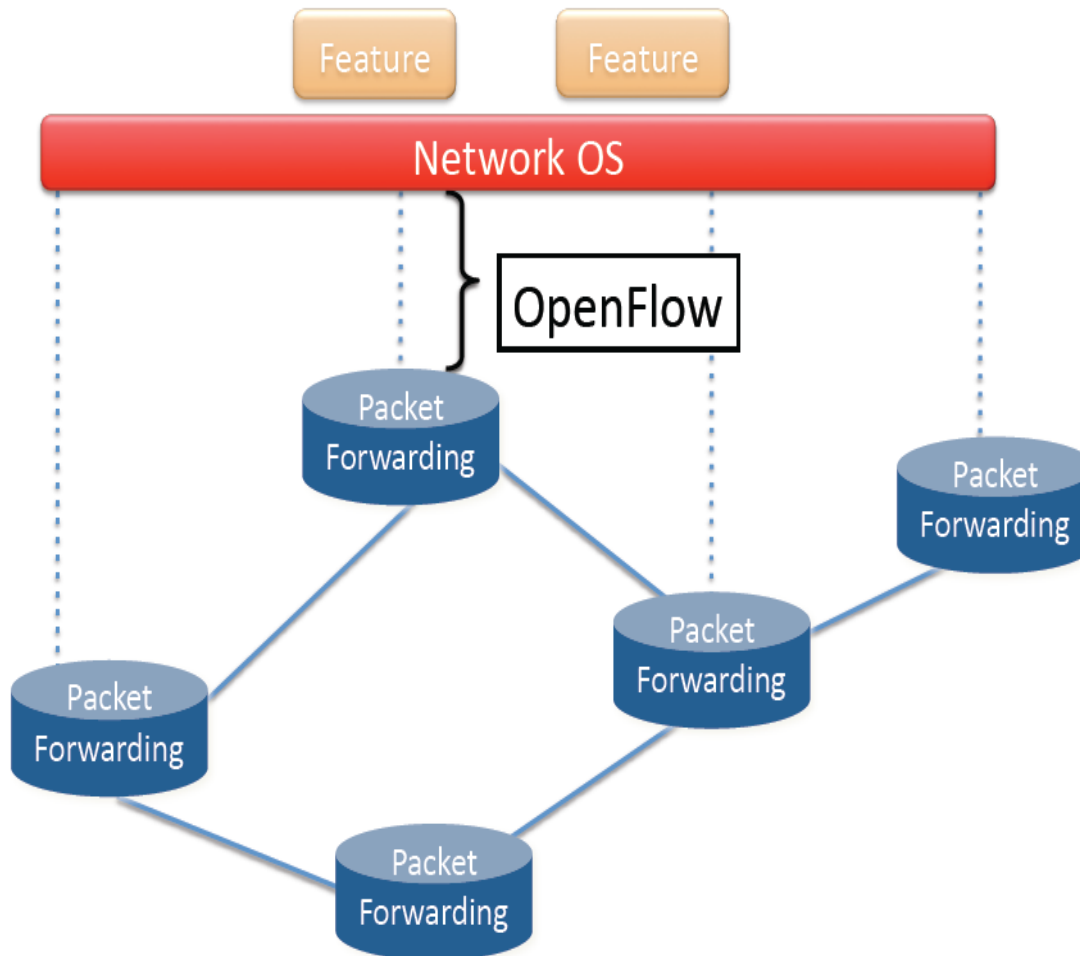 Feature
Feature
Network OS
OpenFlow
Packet
Forwarding
Packet
Forwarding
Packet
Forwarding
Packet
Forwarding
Packet
Forwarding